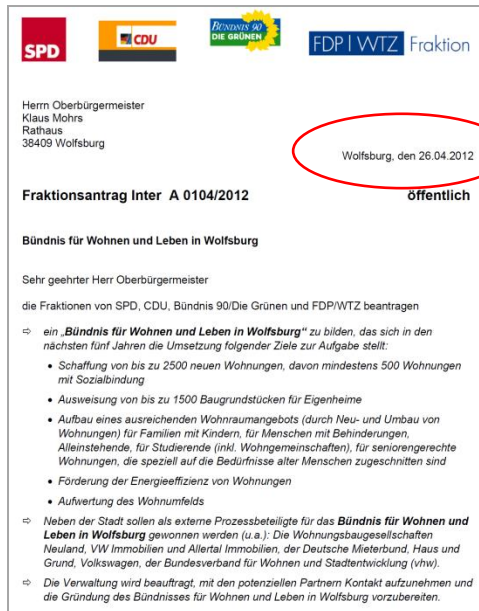 SPD
CDU
BÜNDNIS 90
DIE GRÜNEN
FDP | WTZ Fraktion
Herrn Oberbürgermeister
Klaus Mohrs
Rathaus
38409 Wolfsburg
Wolfsburg, den 26.04.2012
Fraktionsantrag Inter A 0104/2012 öffentlich
Bündnis für Wohnen und Leben in Wolfsburg
Sehr geehrter Herr Oberbürgermeister
die Fraktionen von SPD, CDU, Bündnis 90/Die Grünen und FDP/WTZ beantragen
⇨ ein „Bündnis für Wohnen und Leben in Wolfsburg“ zu bilden, das sich in den
nächsten fünf Jahren die Umsetzung folgender Ziele zur Aufgabe stellt:
• Schaffung von bis zu 2500 neuen Wohnungen, davon mindestens 500 Wohnungen
mit Sozialbindung
• Ausweisung von bis zu 1500 Baugrundstücken für Eigenheime
• Aufbau eines ausreichenden Wohnraumangebots (durch Neu- und Umbau von
Wohnungen) für Familien mit Kindern, für Menschen mit Behinderungen,
Alleinstehende, für Studierende (inkl. Wohngemeinschaften), für seniorengerechte
Wohnungen, die speziell auf die Bedürfnisse alter Menschen zugeschnitten sind
• Förderung der Energieeffizienz von Wohnungen
• Aufwertung des Wohnumfelds
⇨ Neben der Stadt sollen als externe Prozessbeteiligte für das Bündnis für Wohnen und
Leben in Wolfsburg gewonnen werden (u.a.): Die Wohnungsbaugesellschaften
Neuland, VW Immobilien und Allertal Immobilien, der Deutsche Mieterbund, Haus und
Grund, Volkswagen, der Bundesverband für Wohnen und Stadtentwicklung (vhw).
⇨ Die Verwaltung wird beauftragt, mit den potenziellen Partnern Kontakt aufzunehmen und
die Gründung des Bündnisses für Wohnen und Leben in Wolfsburg vorzubereiten.